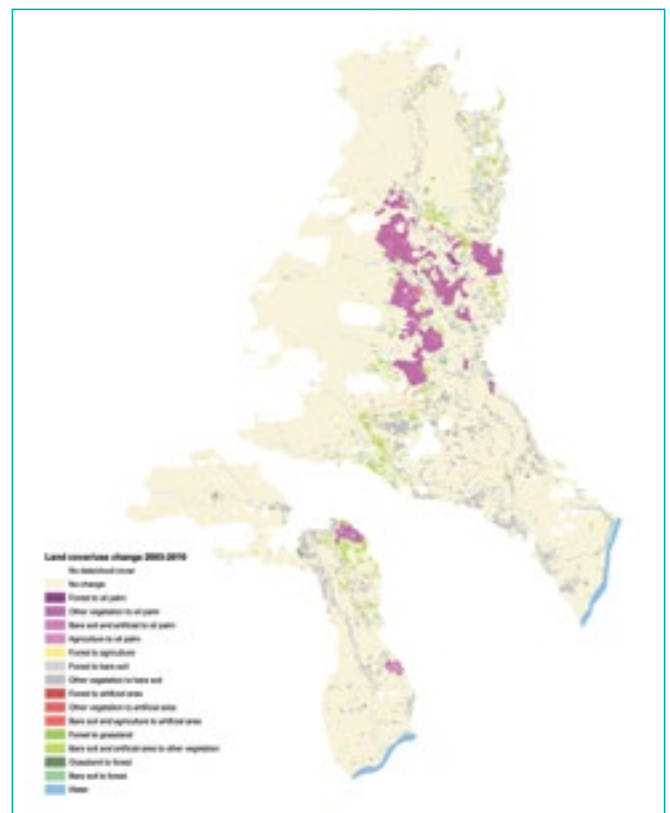 Land cover/use change 2003-2010
No data/cloud cover
No change
Forest to oil palm
Other vegetation to oil palm
Bare soil and artificial to oil palm
Agriculture to oil palm
Forest to agriculture
Forest to bare soil
Other vegetation to bare soil
Forest to artificial area
Other vegetation to artificial area
Bare soil and agriculture to artificial area
Forest to grassland
Bare soil and artificial area to other vegetation
Grassland to forest
Bare soil to forest
Water